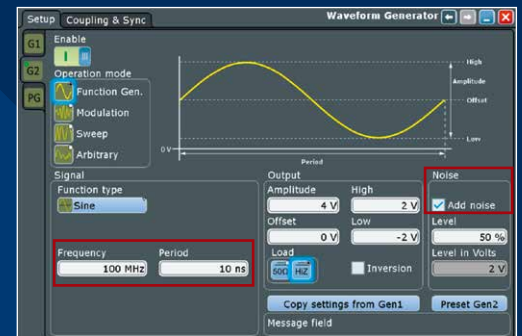 Setup Coupling & Sync Waveform Generator
G1
G2
PG
Enable
Operation mode
Function Gen.
Modulation
Sweep
Arbitrary
High
Amplitude
Offset
Low
0 V
Period
Signal
Function type
Sine
Frequency Period
100 MHz 10 ns
Output
Amplitude High
4 V 2 V
Offset Low
0 V -2 V
Load
50Ω HiZ Inversion
Copy settings from Gen1
Noise
Add noise
Level
50 %
Level in Volts
2 V
Preset Gen2
Message field